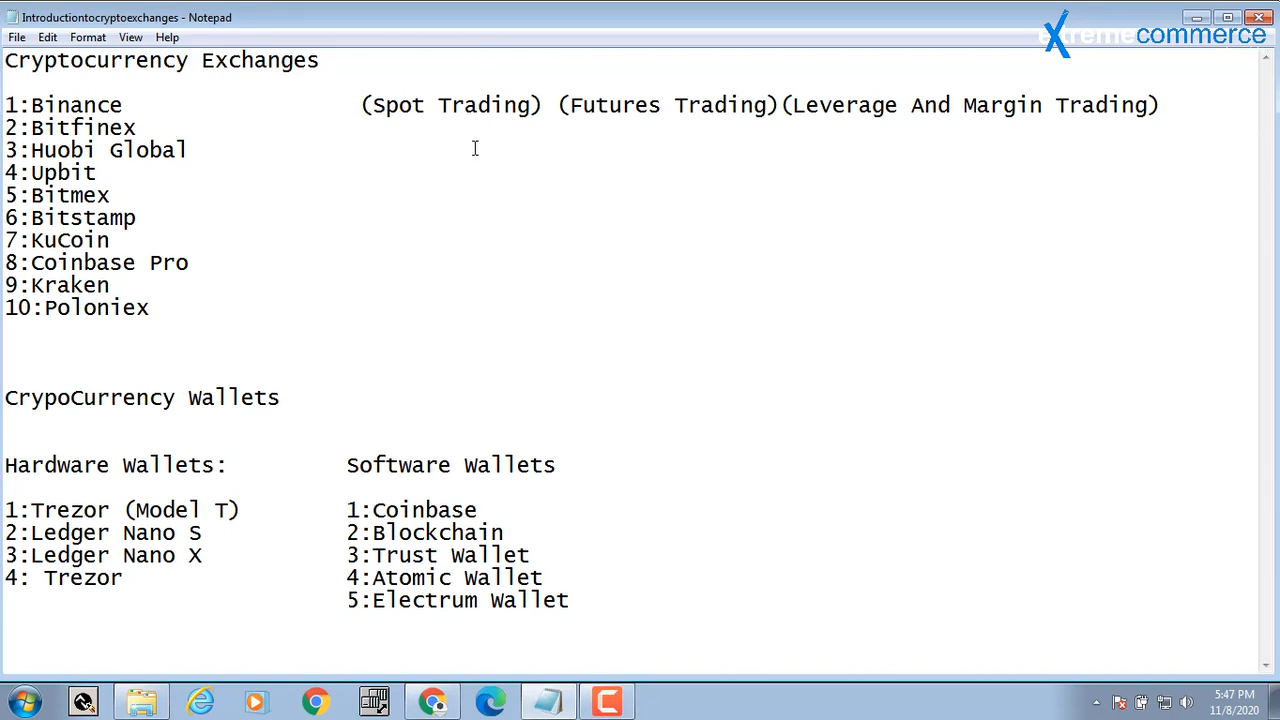 Introductiontocryptoexchanges - Notepad
extremecommerce
File Edit Format View Help
Cryptocurrency Exchanges
1:Binance (Spot Trading) (Futures Trading)(Leverage And Margin Trading)
2:Bitfinex
3:Huobi Global
4:Upbit
5:Bitmex
6:Bitstamp
7:KuCoin
8:Coinbase Pro
9:Kraken
10:Poloniex
CrypoCurrency Wallets
Hardware Wallets: Software Wallets
1:Trezor (Model T) 1:Coinbase
2:Ledger Nano S 2:Blockchain
3:Ledger Nano X 3:Trust Wallet
4: Trezor 4:Atomic Wallet
5:Electrum Wallet
5:47 PM
11/8/2020